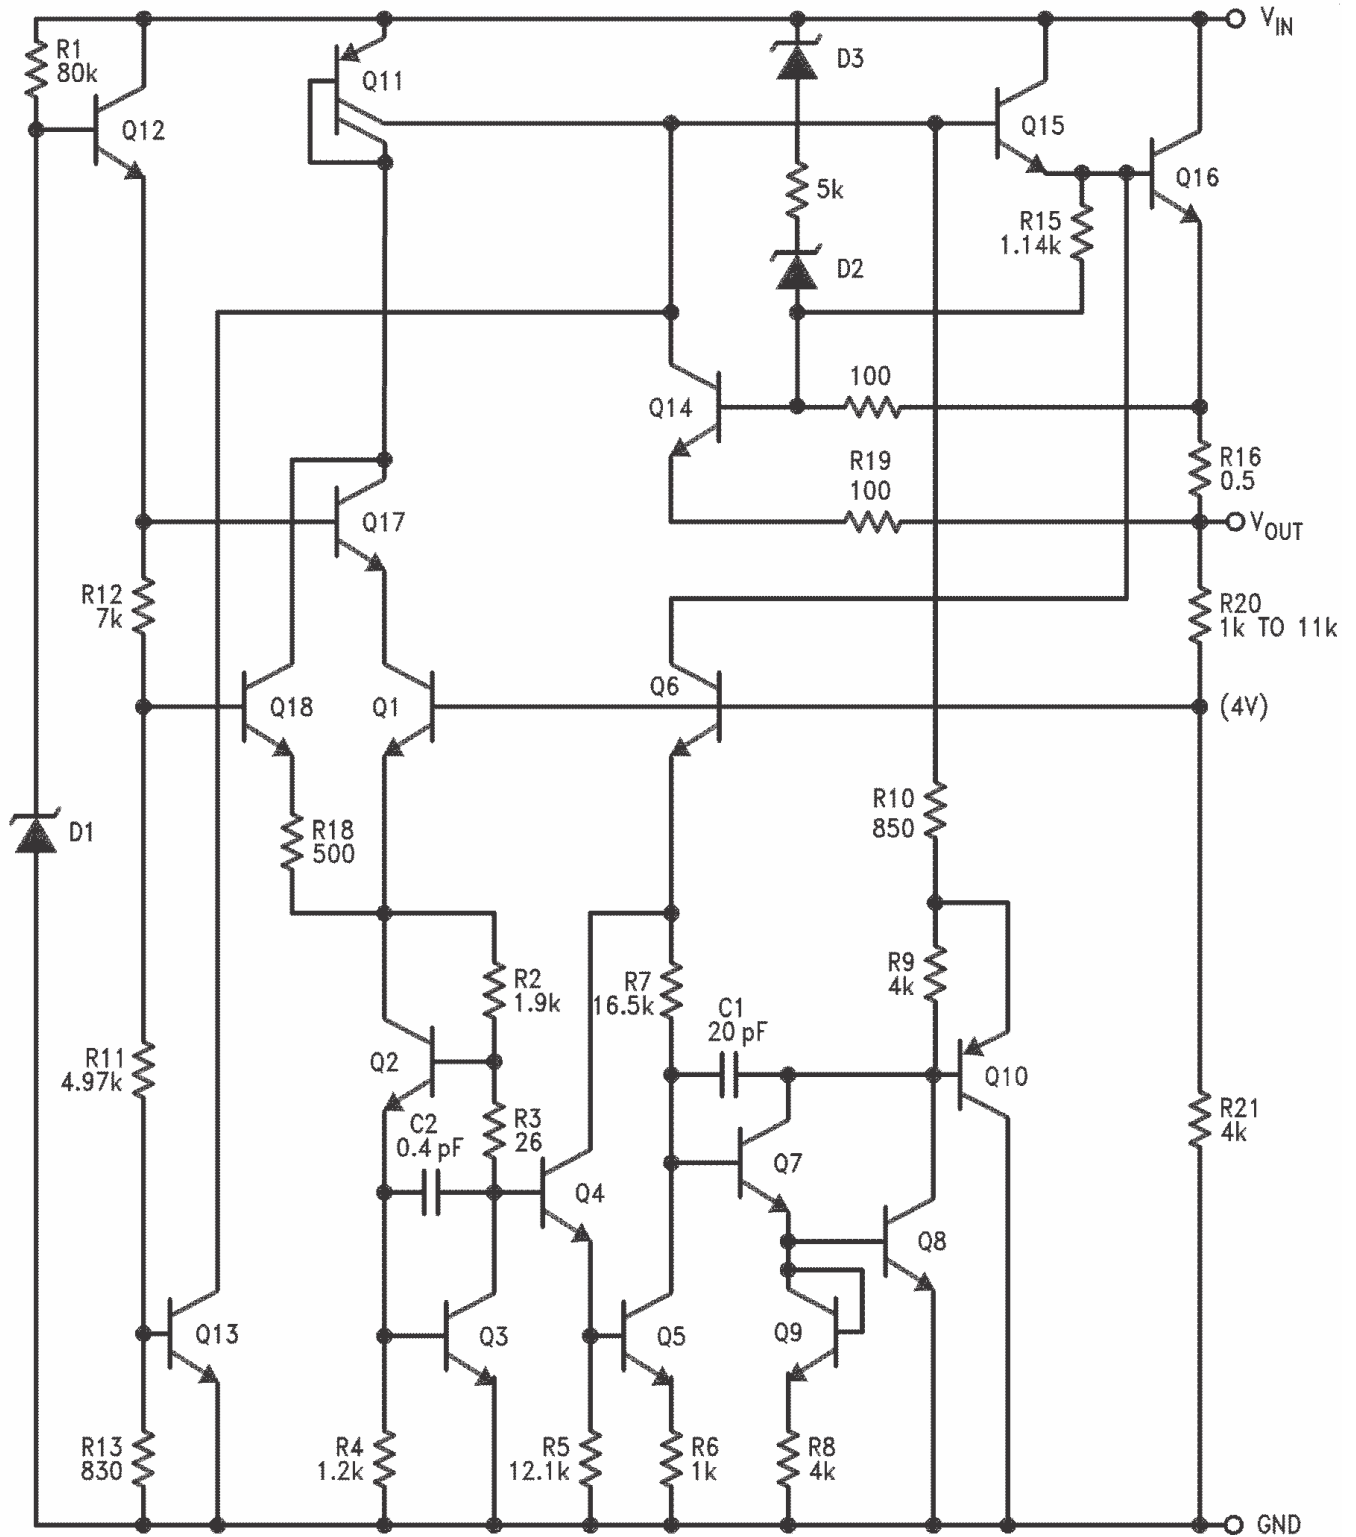 V_IN
R1
80k
Q12
Q11
D3
Q15
Q16
5k
R15
1.14k
D2
100
Q14
R19
100
R16
0.5
V_OUT
Q17
R12
7k
R20
1k TO 11k
Q18
Q1
Q6
(4V)
D1
R18
500
R10
850
R2
1.9k
R7
16.5k
R9
4k
C1
20 pF
Q2
Q10
R11
4.97k
R3
26
C2
0.4 pF
Q4
Q7
R21
4k
Q8
Q13
Q3
Q5
Q9
R13
830
R4
1.2k
R5
12.1k
R6
1k
R8
4k
GND